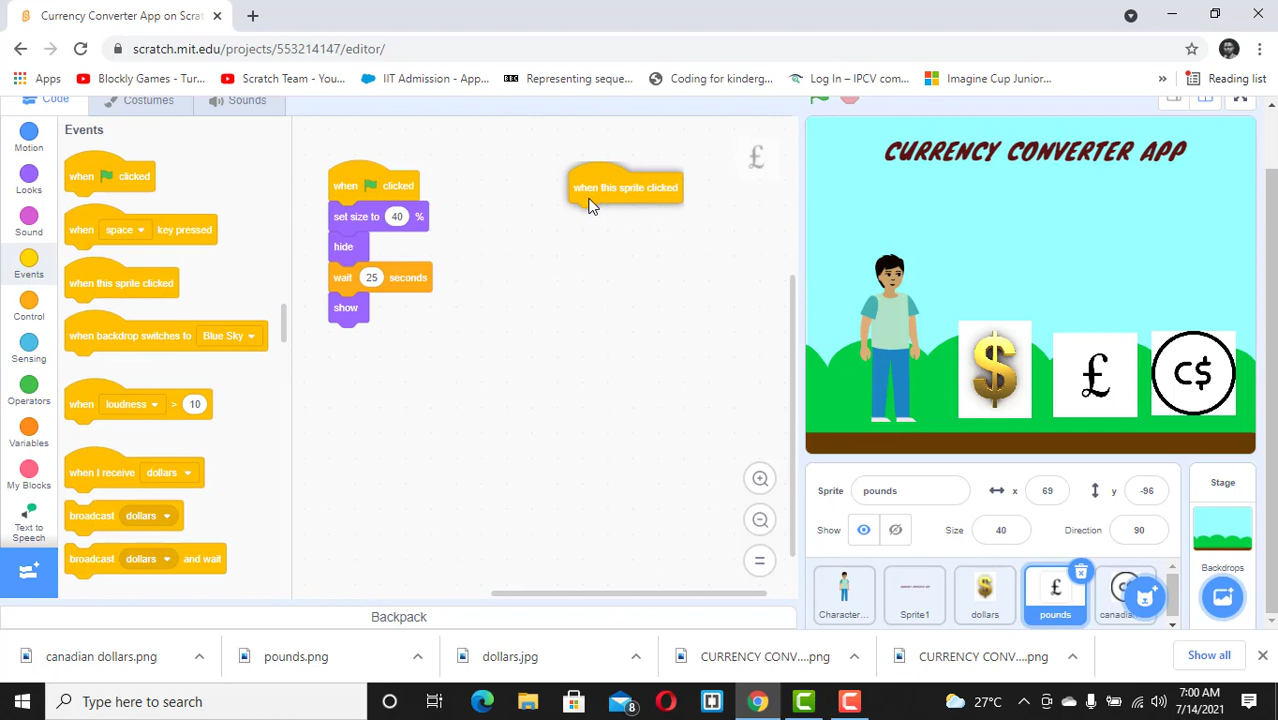 Currency Converter App on Scrat
scratch.mit.edu/projects/553214147/editor/
Apps
Blockly Games - Tur...
Scratch Team - You...
IIT Admission - App...
Representing seque...
Coding for kinderg...
Log In – IPCV com...
Imagine Cup Junior...
»
Reading list
Code
Costumes
Sounds
Motion
Looks
Sound
Events
Control
Sensing
Operators
Variables
My Blocks
Text to
Speech
Events
when clicked
when space key pressed
when this sprite clicked
when backdrop switches to Blue Sky
when loudness > 10
when I receive dollars
broadcast dollars
broadcast dollars and wait
when clicked
set size to 40 %
hide
wait 25 seconds
show
when this sprite clicked
£
CURRENCY CONVERTER APP
$
£
C$
Sprite pounds
x 69
y -96
Show
Size 40
Direction 90
Stage
Backdrops
Character...
Sprite1
dollars
£
pounds
Backpack
canadian dollars.png
pounds.png
dollars.jpg
CURRENCY CONV....png
CURRENCY CONV....png
Show all
Type here to search
8
27°C
7:00 AM
7/14/2021